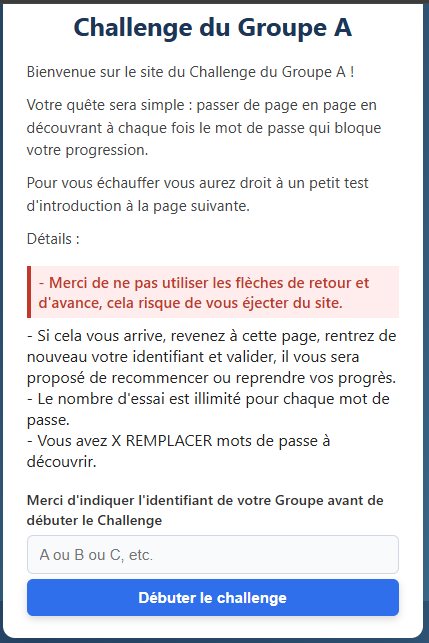 Challenge du Groupe A
Bienvenue sur le site du Challenge du Groupe A !
Votre quête sera simple : passer de page en page en
découvrant à chaque fois le mot de passe qui bloque
votre progression.
Pour vous échauffer vous aurez droit à un petit test
d'introduction à la page suivante.
Détails :
- Merci de ne pas utiliser les flèches de retour et
d'avance, cela risque de vous éjecter du site.
- Si cela vous arrive, revenez à cette page, rentrez de
nouveau votre identifiant et valider, il vous sera
proposé de recommencer ou reprendre vos progrès.
- Le nombre d'essai est illimité pour chaque mot de
passe.
- Vous avez X REMPLACER mots de passe à
découvrir.
Merci d'indiquer l'identifiant de votre Groupe avant de
débuter le Challenge
A ou B ou C, etc.
Débuter le challenge